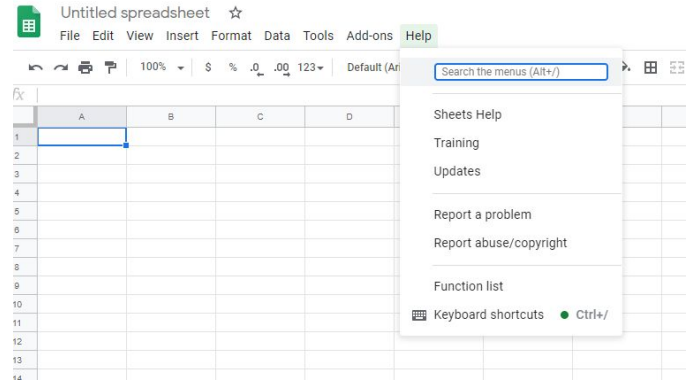 Untitled spreadsheet
File Edit View Insert Format Data Tools Add-ons Help
100% $ % .0 .00 123 Default (Ari
Search the menus (Alt+/)
fx
A B C D
Sheets Help
Training
Updates
Report a problem
Report abuse/copyright
Function list
Keyboard shortcuts Ctrl+/
1
2
3
4
5
6
7
8
9
10
11
12
13
14